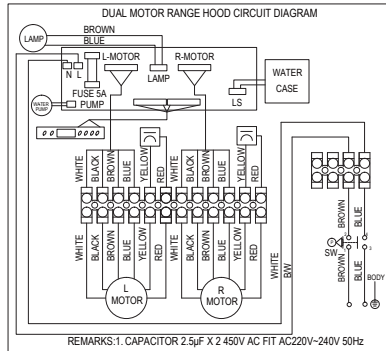 DUAL MOTOR RANGE HOOD CIRCUIT DIAGRAM
LAMP
BROWN
BLUE
L-MOTOR
R-MOTOR
N L
LAMP
WATER
CASE
FUSE 5A
PUMP
LS
WATER
PUMP
WHITE
BLACK
BROWN
BLUE
YELLOW
RED
WHITE
BLACK
BROWN
BLUE
YELLOW
RED
WHITE
BLACK
BROWN
BLUE
YELLOW
RED
WHITE
BLACK
BROWN
BLUE
YELLOW
RED
WHITE
B/W
L
MOTOR
R
MOTOR
BROWN
BLUE
SW
BROWN
BLUE
BODY
REMARKS:1. CAPACITOR 2.5μF X 2 450V AC FIT AC220V~240V 50Hz